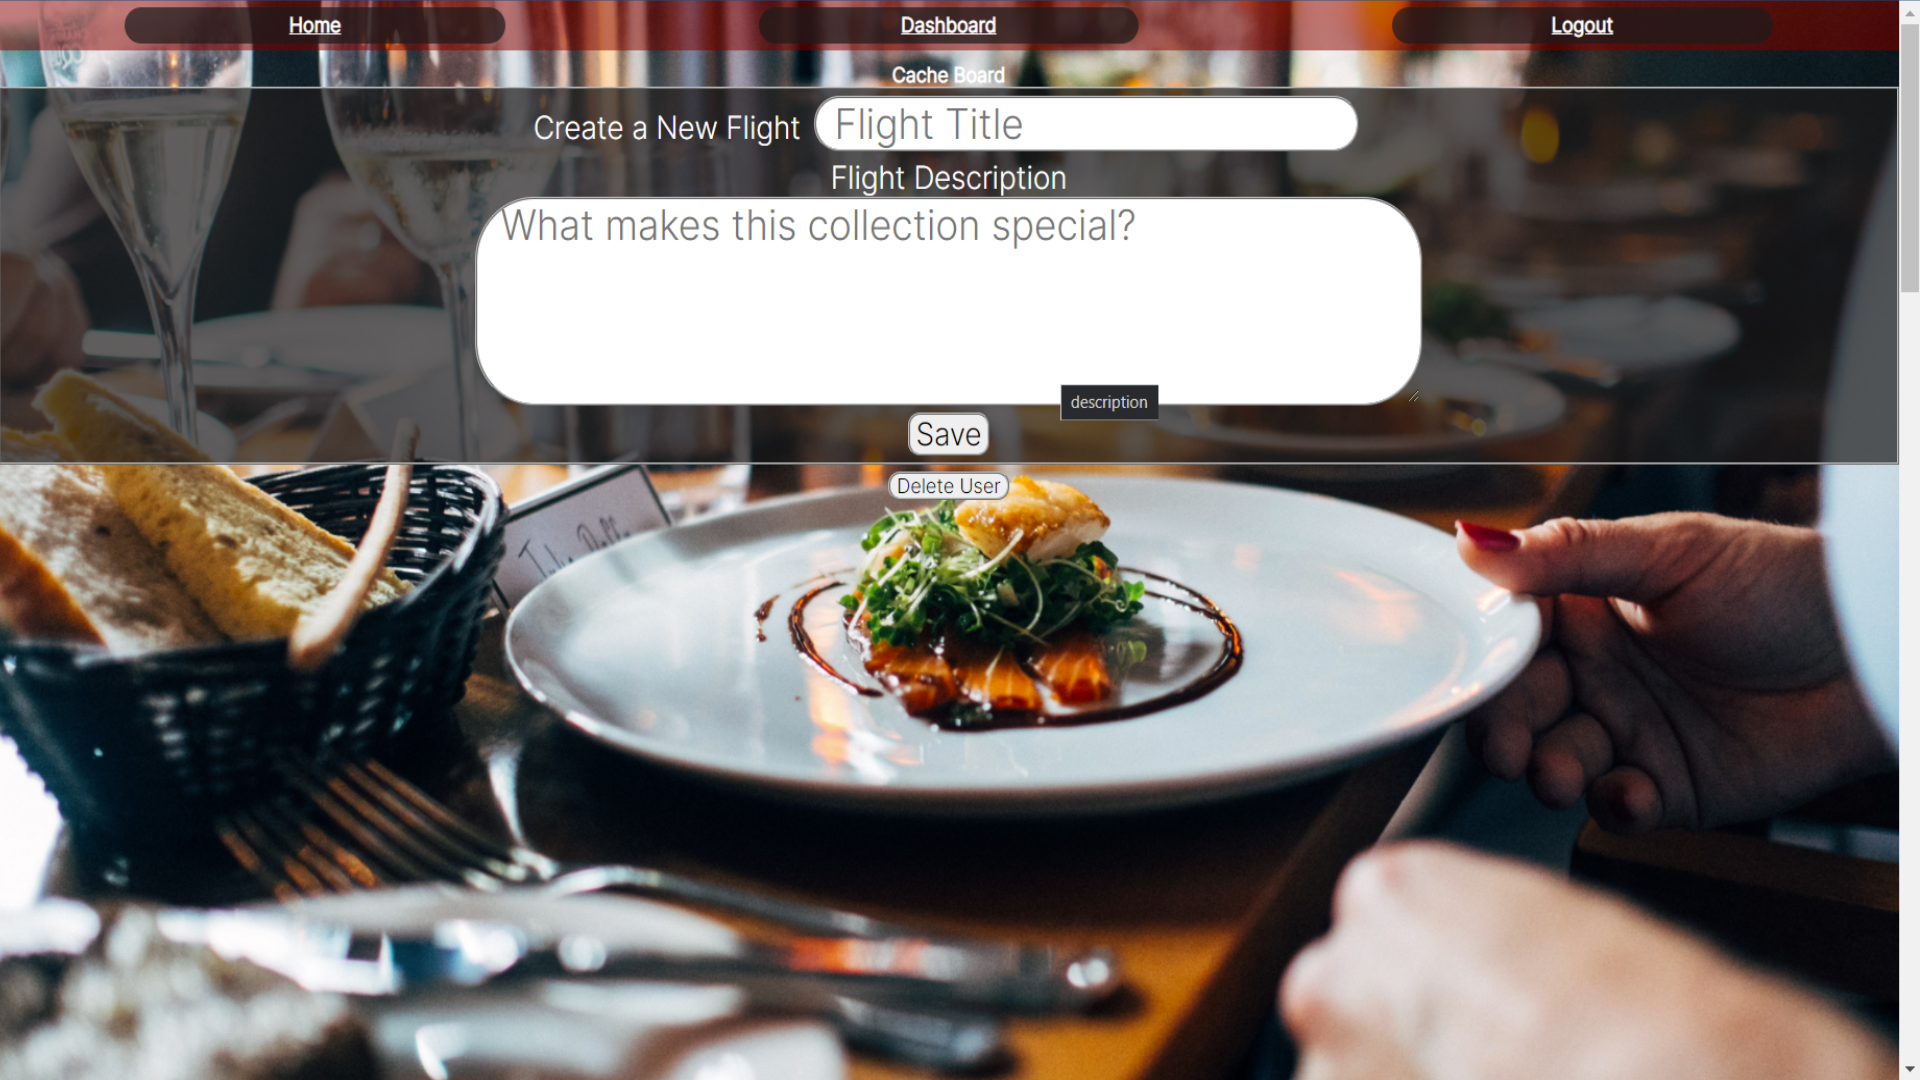 Home
Dashboard
Logout
Cache Board
Create a New Flight
Flight Title
Flight Description
What makes this collection special?
description
Save
Delete User